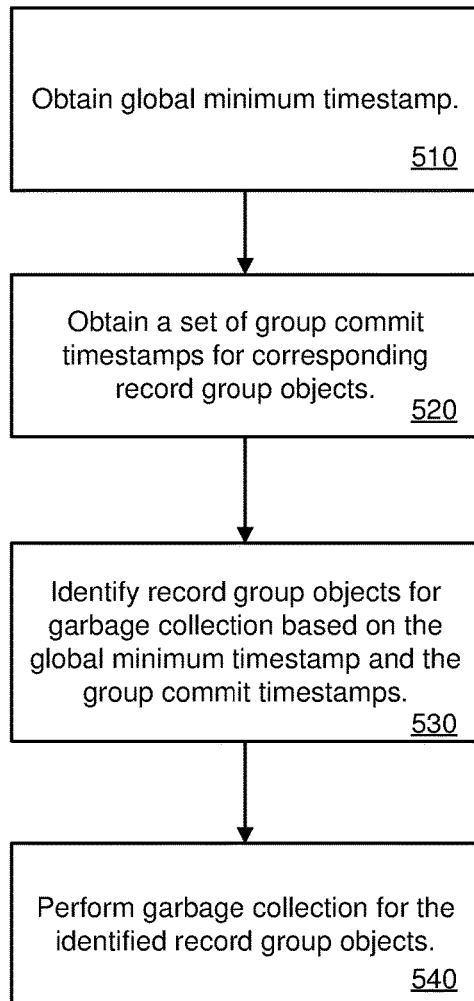 Obtain global minimum timestamp.
510
Obtain a set of group commit
timestamps for corresponding
record group objects.
520
Identify record group objects for
garbage collection based on the
global minimum timestamp and the
group commit timestamps.
530
Perform garbage collection for the
identified record group objects.
540